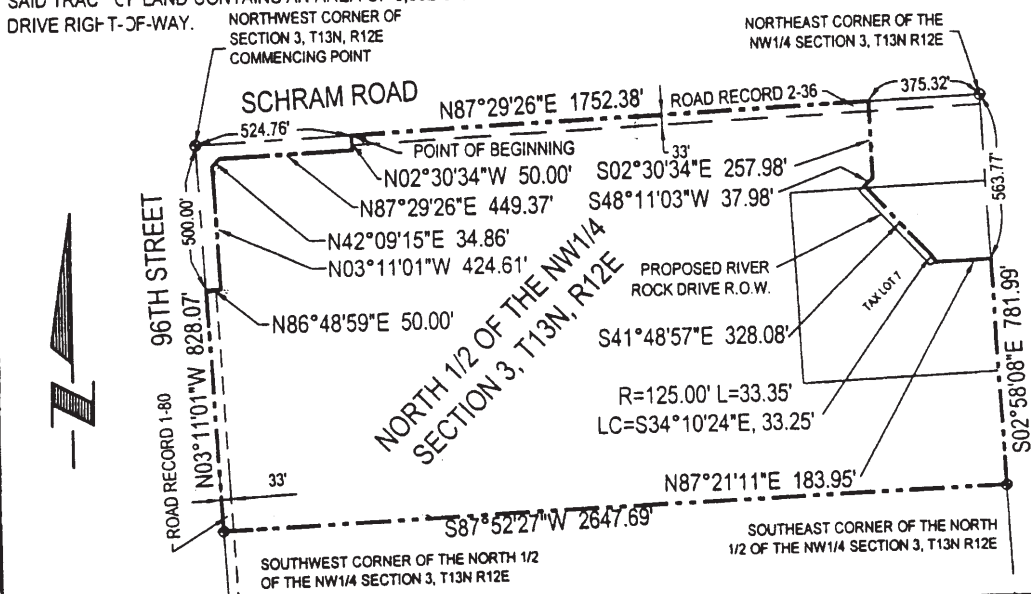 DRIVE RIGHT-OF-WAY.
NORTHWEST CORNER OF
SECTION 3, T13N, R12E
COMMENCING POINT
NORTHEAST CORNER OF THE
NW1/4 SECTION 3, T13N R12E
SCHRAM ROAD
N87°29'26"E 1752.38'
ROAD RECORD 2-36
375.32'
524.76'
POINT OF BEGINNING
33'
N02°30'34"W 50.00'
S02°30'34"E 257.98'
S48°11'03"W 37.98'
563.77'
N87°29'26"E 449.37'
500.00'
N42°09'15"E 34.86'
N03°11'01"W 424.61'
96TH STREET
PROPOSED RIVER
ROCK DRIVE R.O.W.
TAX LOT 7
N86°48'59"E 50.00'
NORTH 1/2 OF THE NW1/4
SECTION 3, T13N, R12E
S41°48'57"E 328.08'
N03°11'01"W 828.07'
S02°58'08"E 781.99'
R=125.00' L=33.35'
LC=S34°10'24"E, 33.25'
ROAD RECORD 1-80
33'
N87°21'11"E 183.95'
S87°52'27"W 2647.69'
SOUTHWEST CORNER OF THE NORTH 1/2
OF THE NW1/4 SECTION 3, T13N R12E
SOUTHEAST CORNER OF THE NORTH
1/2 OF THE NW1/4 SECTION 3, T13N R12E